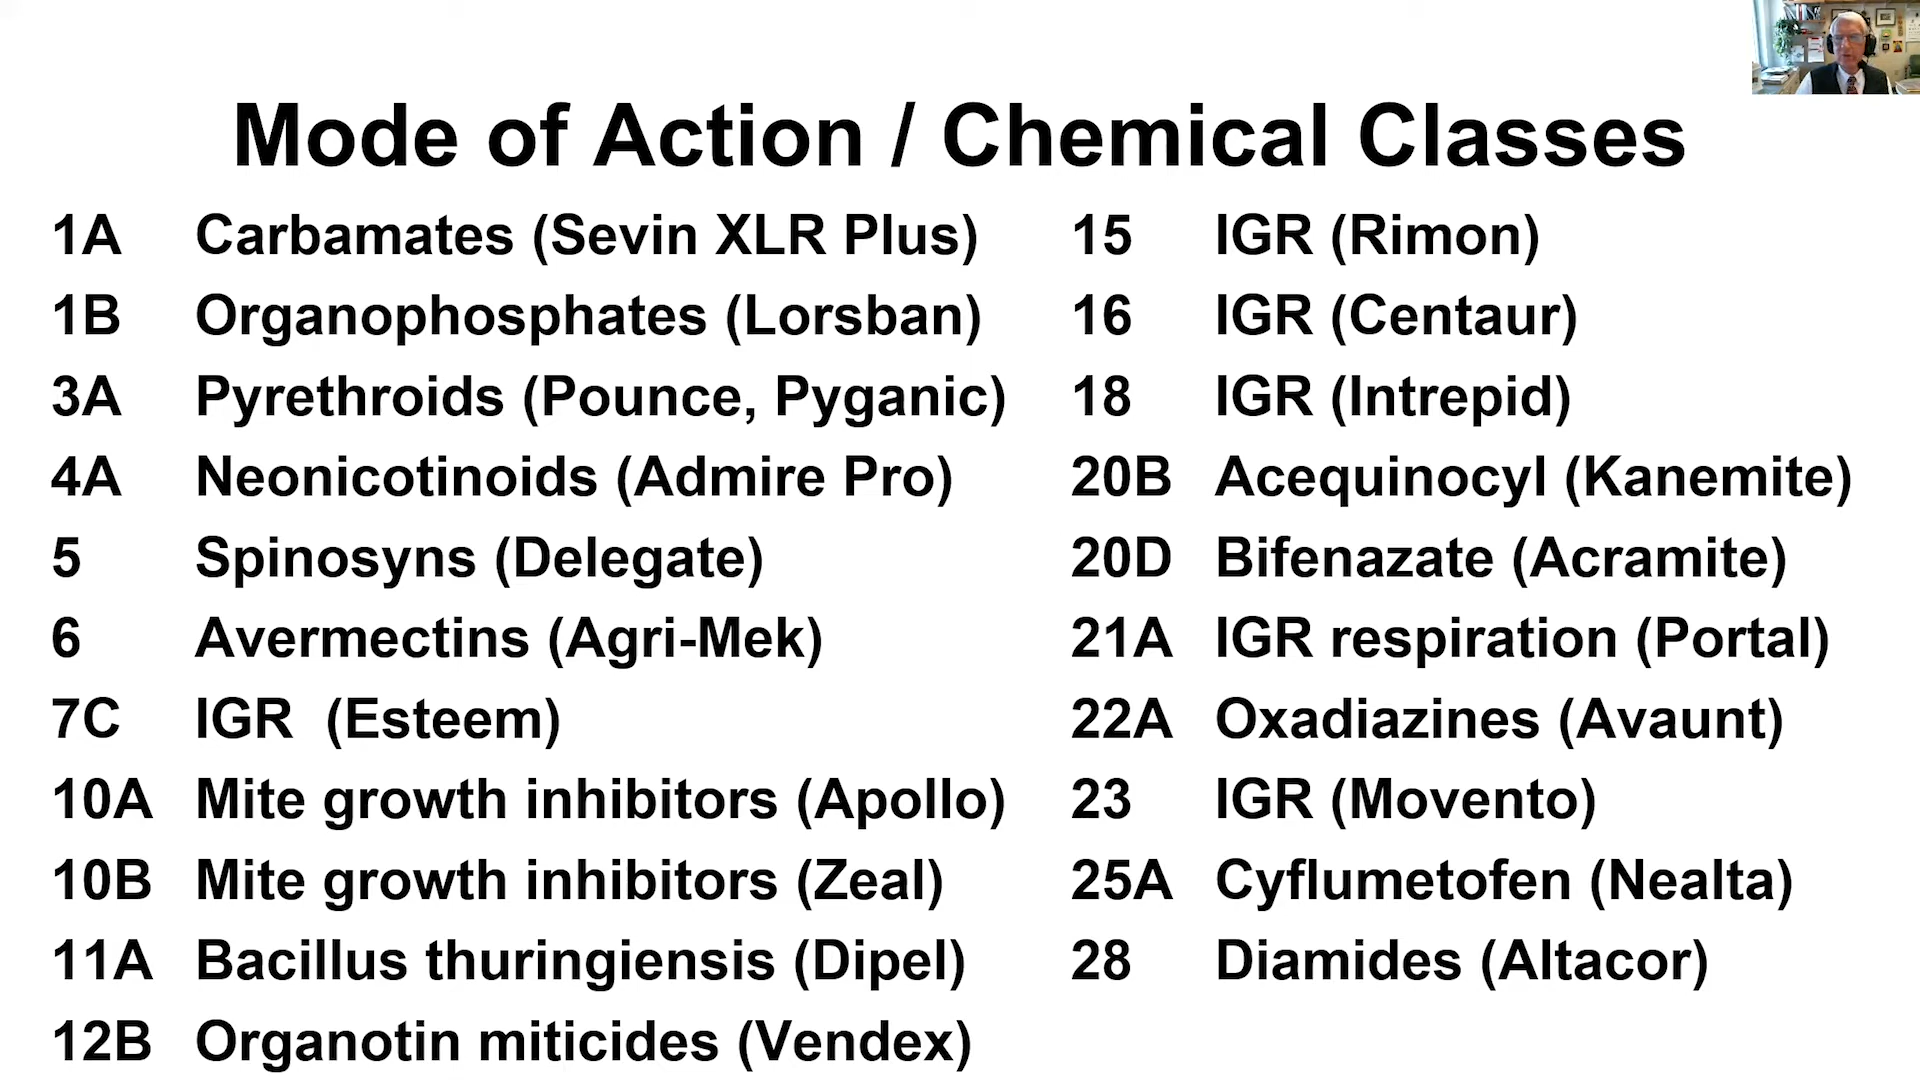 Mode of Action / Chemical Classes
1A Carbamates (Sevin XLR Plus)
1B Organophosphates (Lorsban)
3A Pyrethroids (Pounce, Pyganic)
4A Neonicotinoids (Admire Pro)
5 Spinosyns (Delegate)
6 Avermectins (Agri-Mek)
7C IGR (Esteem)
10A Mite growth inhibitors (Apollo)
10B Mite growth inhibitors (Zeal)
11A Bacillus thuringiensis (Dipel)
12B Organotin miticides (Vendex)
15 IGR (Rimon)
16 IGR (Centaur)
18 IGR (Intrepid)
20B Acequinocyl (Kanemite)
20D Bifenazate (Acramite)
21A IGR respiration (Portal)
22A Oxadiazines (Avaunt)
23 IGR (Movento)
25A Cyflumetofen (Nealta)
28 Diamides (Altacor)